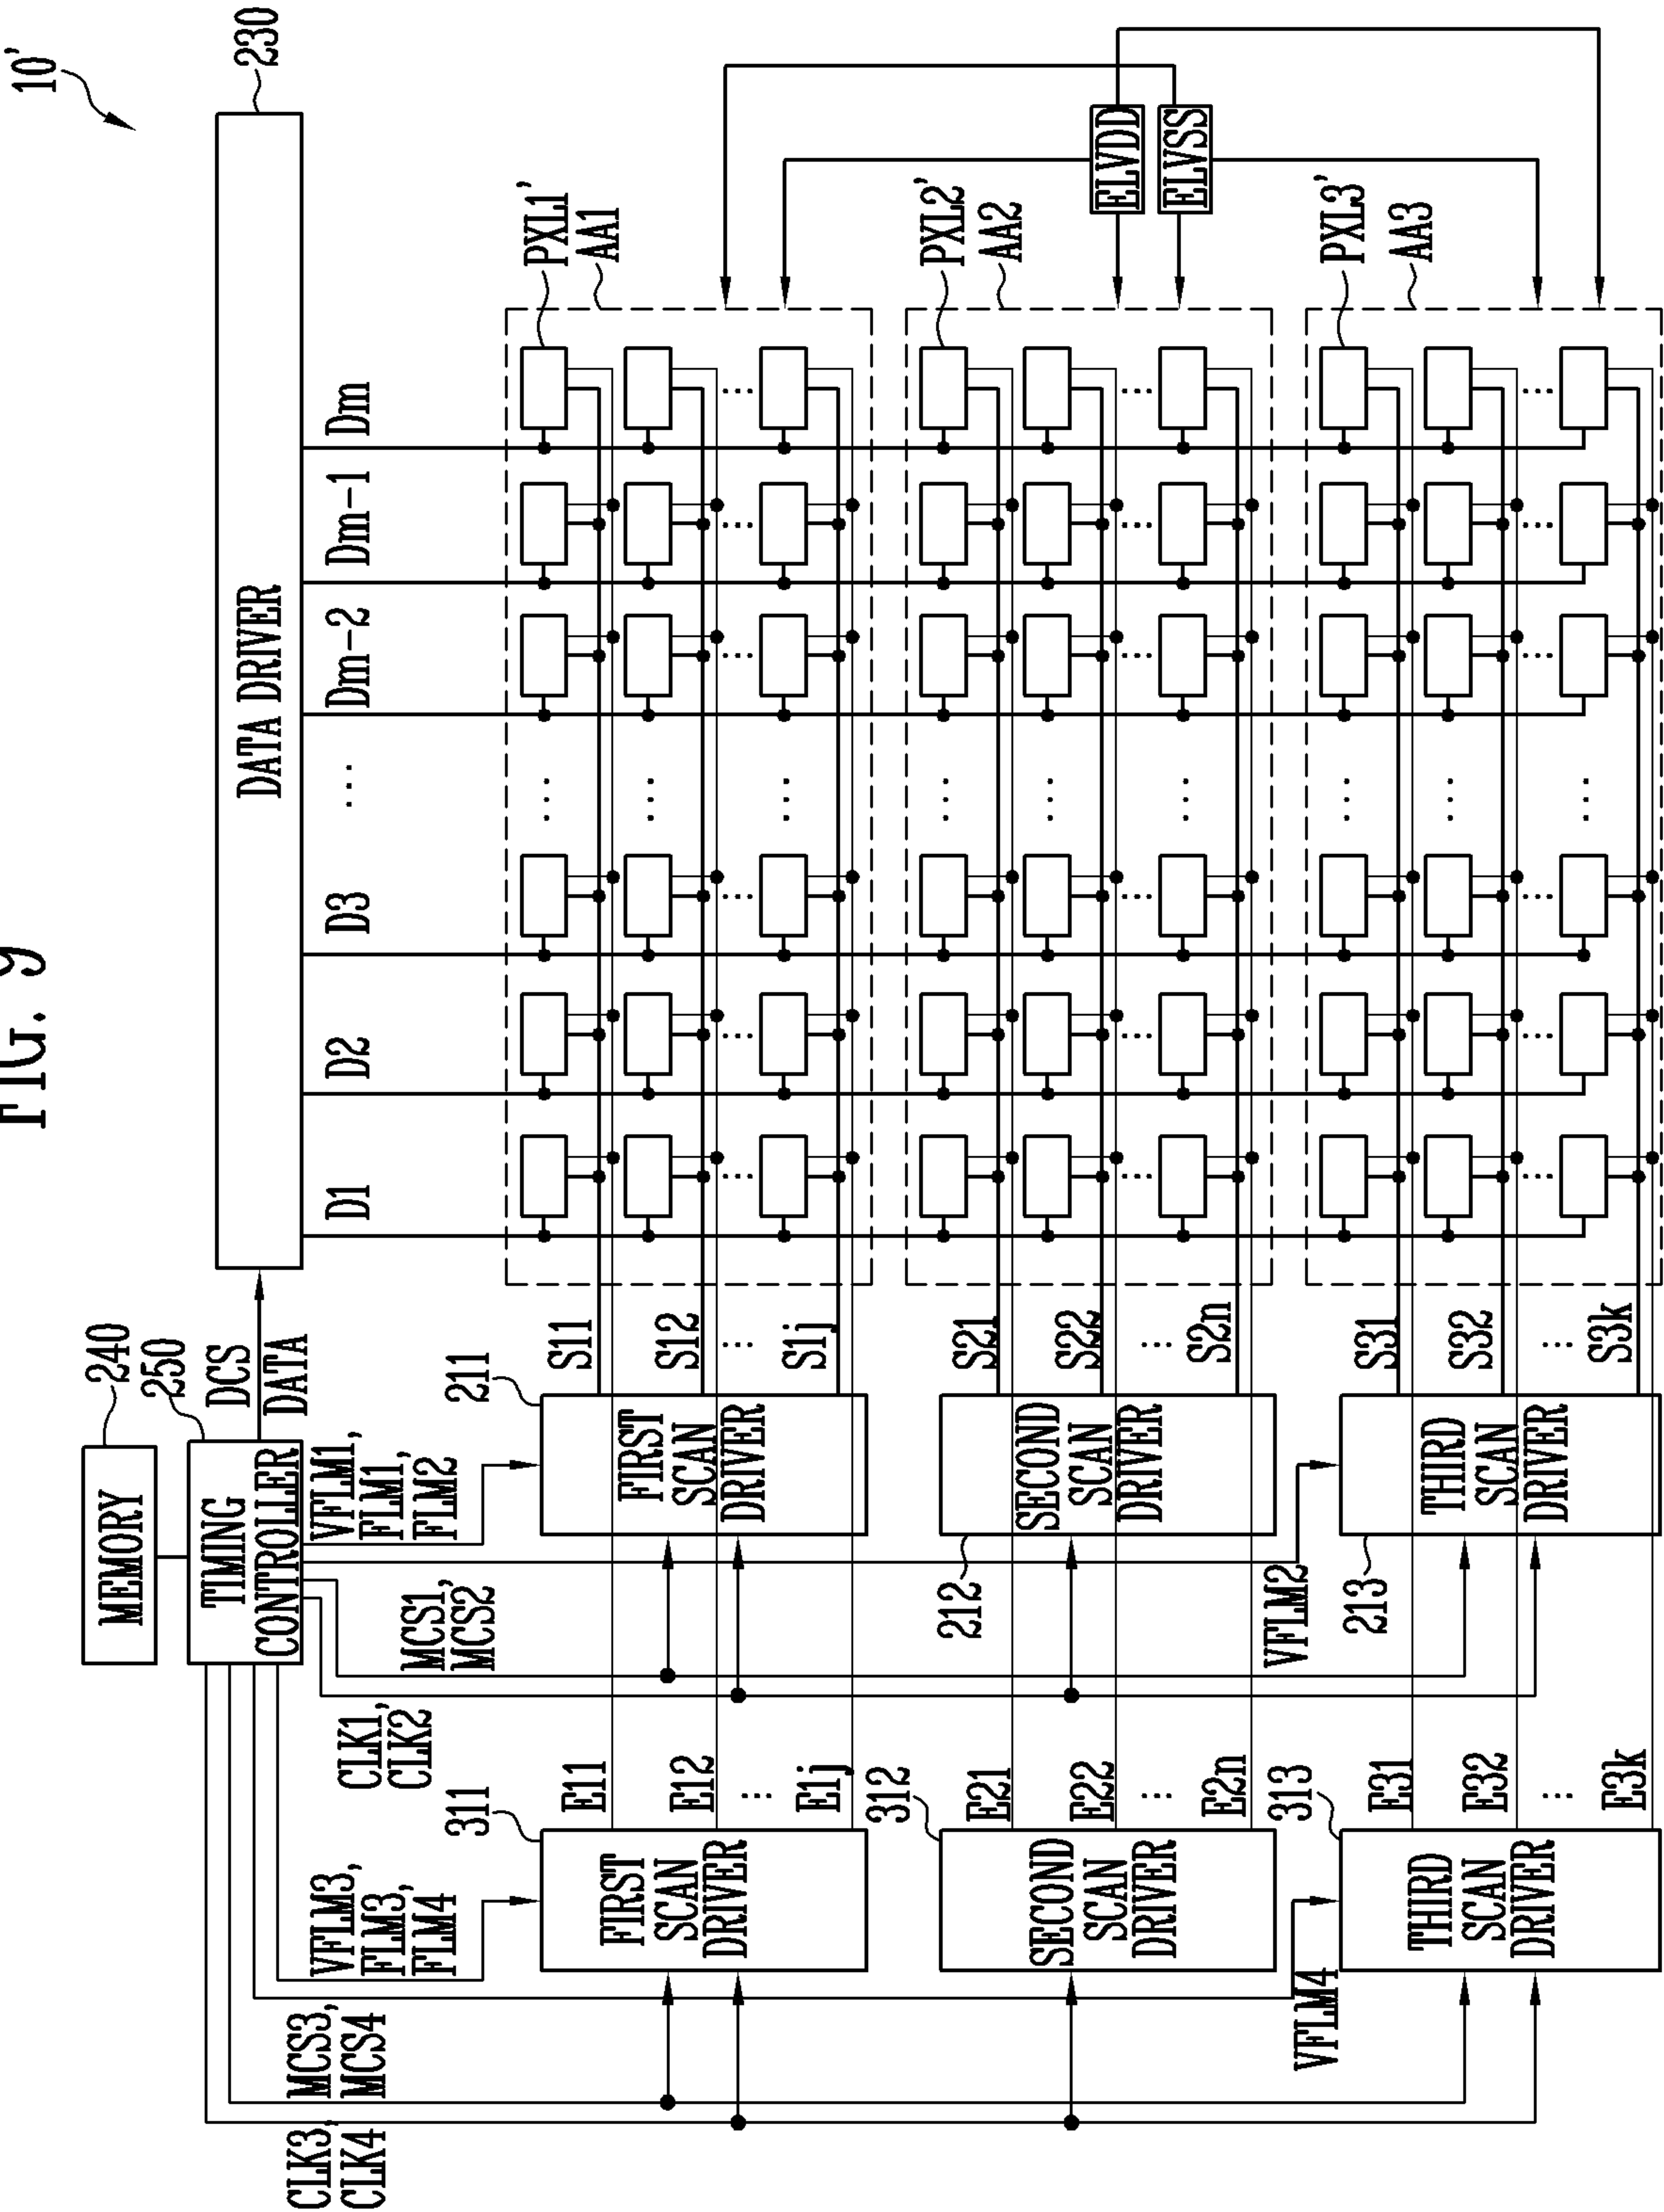 FIG. 9
10'
MEMORY
240
TIMING
CONTROLLER
250
DCS
DATA
DATA DRIVER
230
D1
D2
D3
...
Dm-2
Dm-1
Dm
VFLM1,
FLM1,
FLM2
MCS1,
MCS2
CLK1,
CLK2
VFLM3,
FLM3,
FLM4
MCS3,
MCS4
CLK3,
CLK4
VFLM2
VFLM4
311
FIRST
SCAN
DRIVER
E11
E12
...
E1j
211
FIRST
SCAN
DRIVER
S11
S12
...
S1j
PXL1'
AA1
312
SECOND
SCAN
DRIVER
E21
E22
...
E2n
212
SECOND
SCAN
DRIVER
S21
S22
...
S2n
PXL2'
AA2
ELVDD
ELVSS
313
THIRD
SCAN
DRIVER
E31
E32
...
E3k
213
THIRD
SCAN
DRIVER
S31
S32
...
S3k
PXL3'
AA3